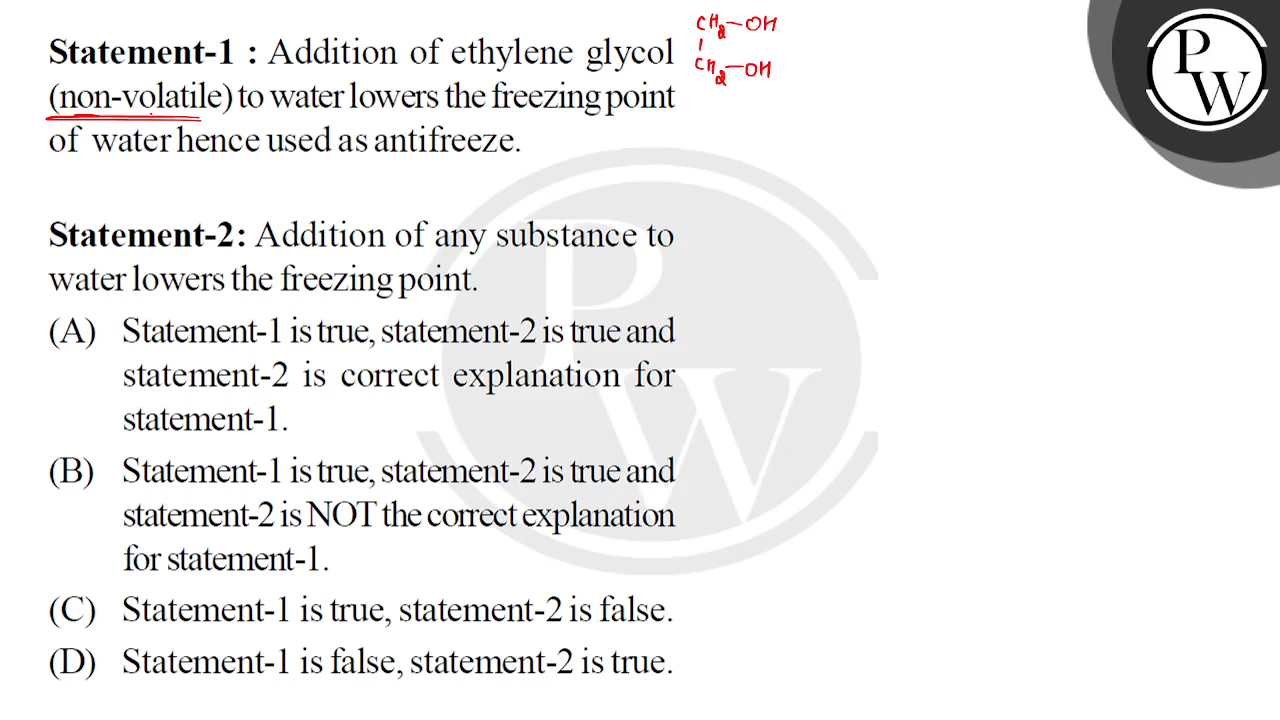 Statement-1 : Addition of ethylene glycol
(non-volatile) to water lowers the freezing point
of water hence used as antifreeze.
CH2-OH
CH2-OH
Statement-2: Addition of any substance to
water lowers the freezing point.
(A) Statement-1 is true, statement-2 is true and
statement-2 is correct explanation for
statement-1.
(B) Statement-1 is true, statement-2 is true and
statement-2 is NOT the correct explanation
for statement-1.
(C) Statement-1 is true, statement-2 is false.
(D) Statement-1 is false, statement-2 is true.
P
W
P
W